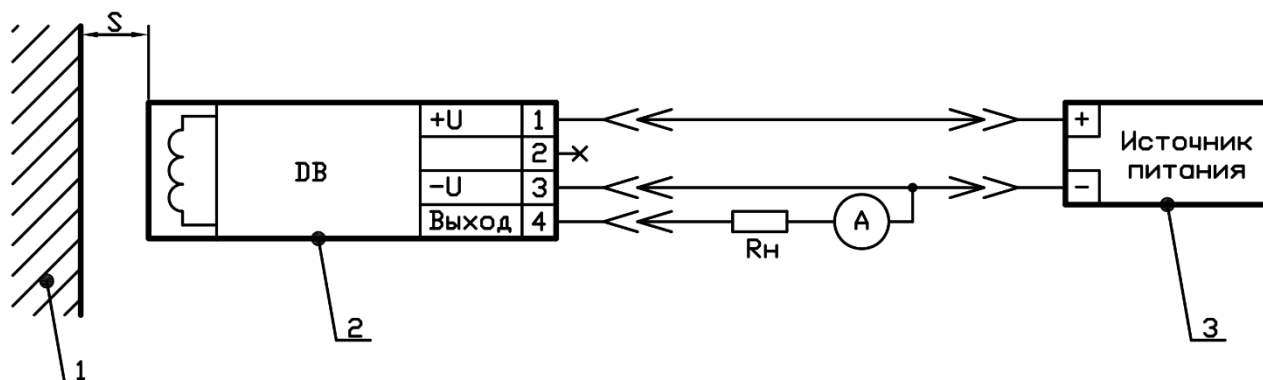 S
+U 1
2
DB
-U 3
Выход 4
Rн
A
+
Источник
питания
-
1
2
3